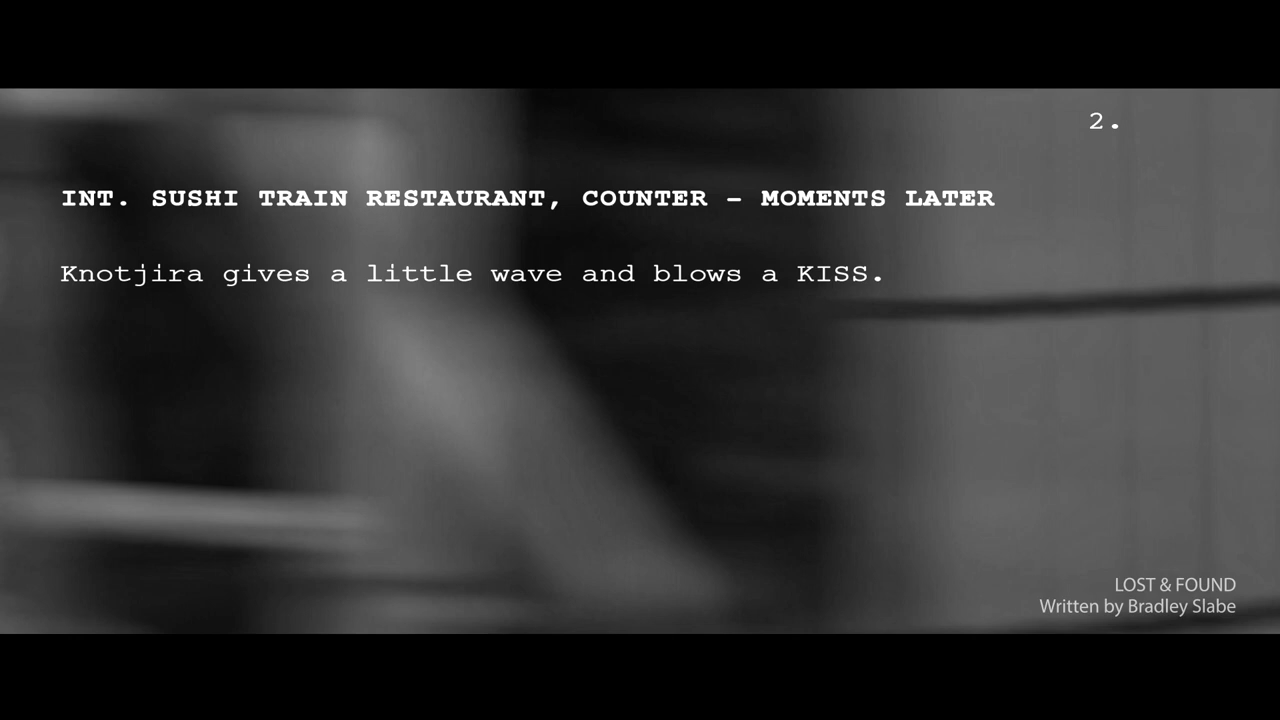 2.
INT. SUSHI TRAIN RESTAURANT, COUNTER – MOMENTS LATER
Knotjira gives a little wave and blows a KISS.
LOST & FOUND
Written by Bradley Slabe